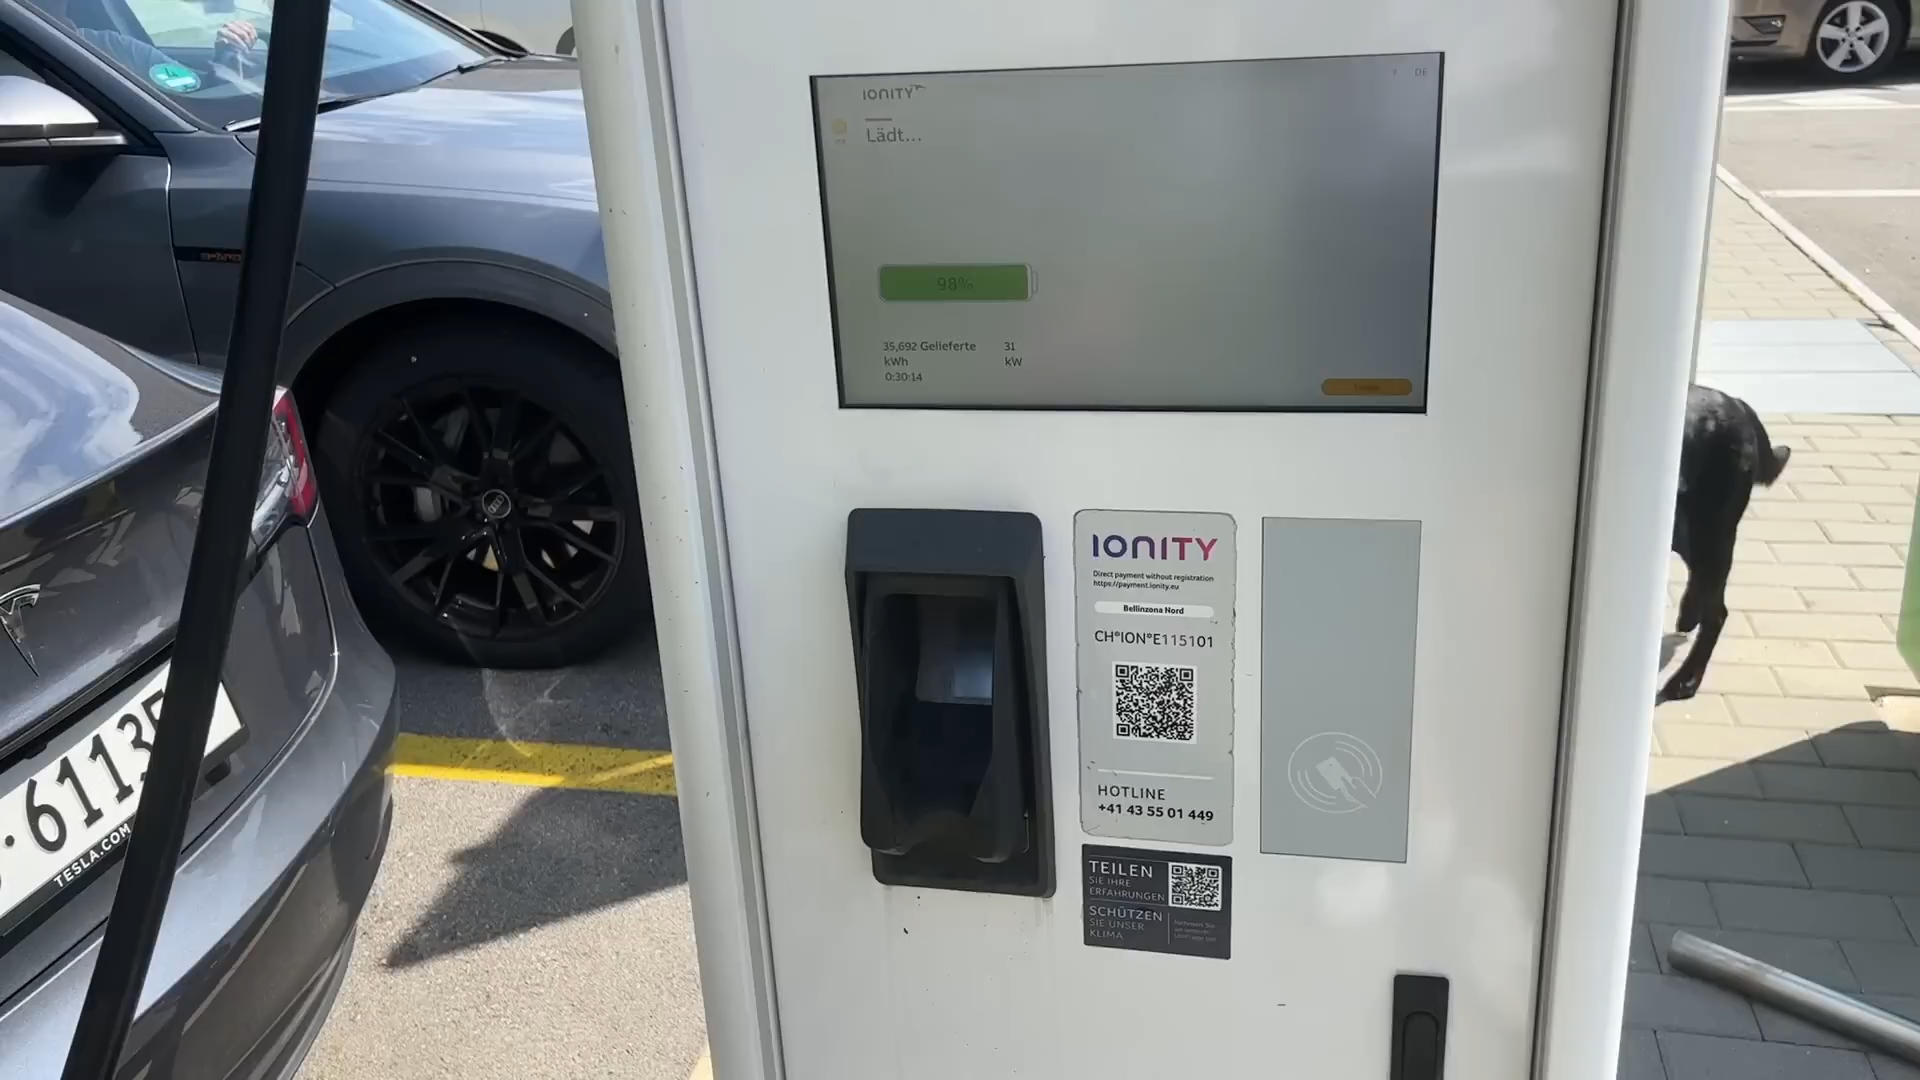 IONITY
DE
Lädt...
98%
35,692 Gelieferte
kWh
31
kW
0:30:14
IONITY
Direct payment without registration
https://payment.ionity.eu
Bellinzona Nord
CH*ION*E115101
HOTLINE
+41 43 55 01 449
TEILEN
SIE IHRE
ERFAHRUNGEN
SCHÜTZEN
SIE UNSER
KLIMA
6113
TESLA.COM